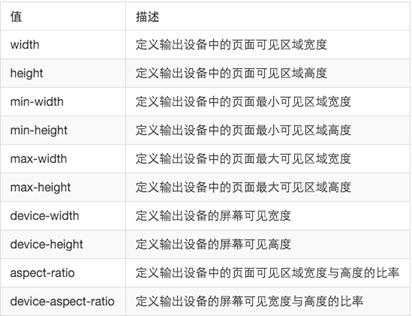 值 描述
width 定义输出设备中的页面可见区域宽度
height 定义输出设备中的页面可见区域高度
min-width 定义输出设备中的页面最小可见区域宽度
min-height 定义输出设备中的页面最小可见区域高度
max-width 定义输出设备中的页面最大可见区域宽度
max-height 定义输出设备中的页面最大可见区域高度
device-width 定义输出设备的屏幕可见宽度
device-height 定义输出设备的屏幕可见高度
aspect-ratio 定义输出设备中的页面可见区域宽度与高度的比率
device-aspect-ratio 定义输出设备的屏幕可见宽度与高度的比率